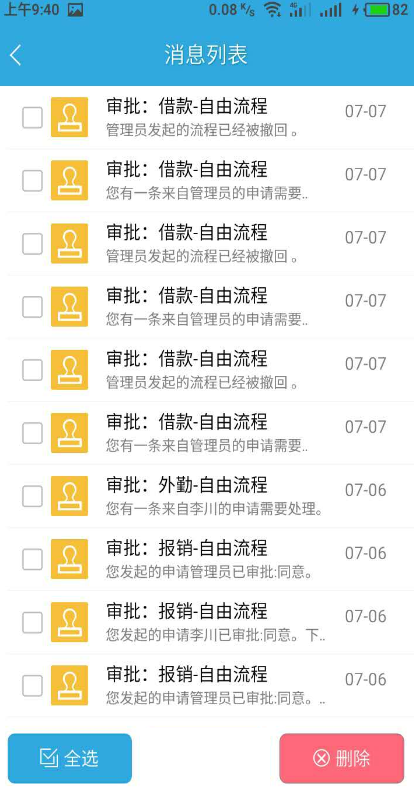 上午9:40
0.08 K/s
4G
82
消息列表
审批：借款-自由流程
07-07
管理员发起的流程已经被撤回 。
审批：借款-自由流程
07-07
您有一条来自管理员的申请需要..
审批：借款-自由流程
07-07
管理员发起的流程已经被撤回 。
审批：借款-自由流程
07-07
您有一条来自管理员的申请需要..
审批：借款-自由流程
07-07
管理员发起的流程已经被撤回 。
审批：借款-自由流程
07-07
您有一条来自管理员的申请需要..
审批：外勤-自由流程
07-06
您有一条来自李川的申请需要处理。
审批：报销-自由流程
07-06
您发起的申请管理员已审批:同意。
审批：报销-自由流程
07-06
您发起的申请李川已审批:同意。下..
审批：报销-自由流程
07-06
您发起的申请管理员已审批:同意。..
全选
删除